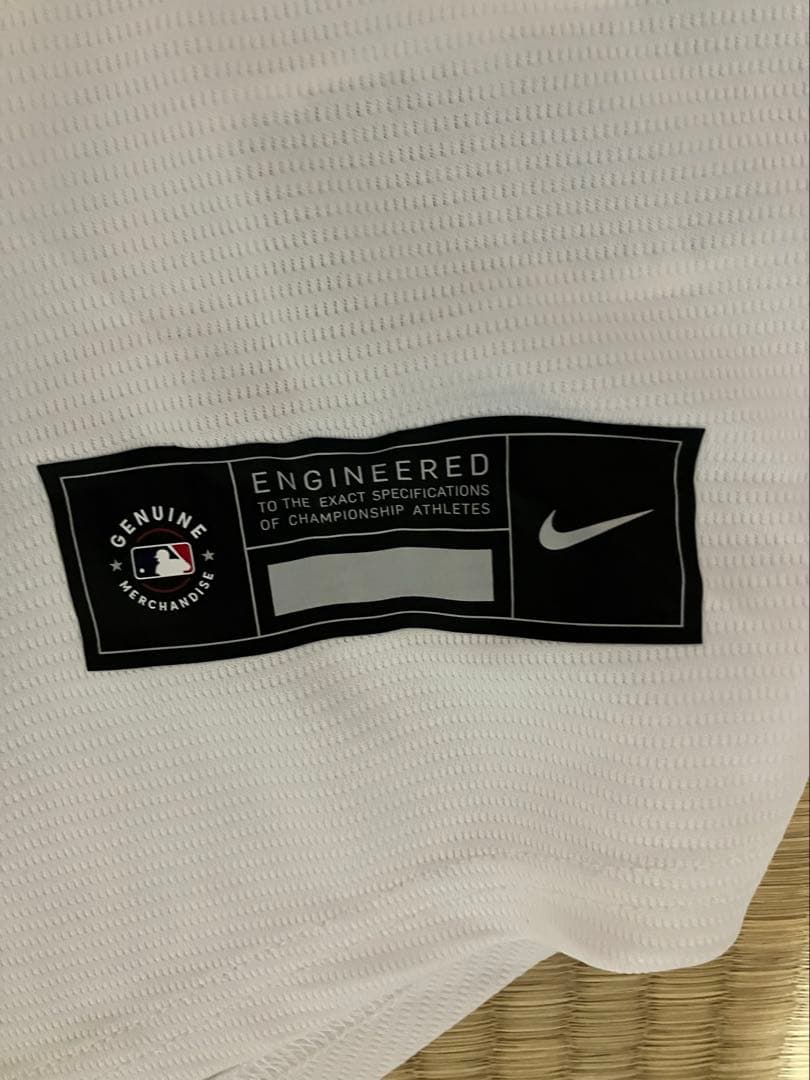 GENUINE
MERCHANDISE
ENGINEERED
TO THE EXACT SPECIFICATIONS
OF CHAMPIONSHIP ATHLETES